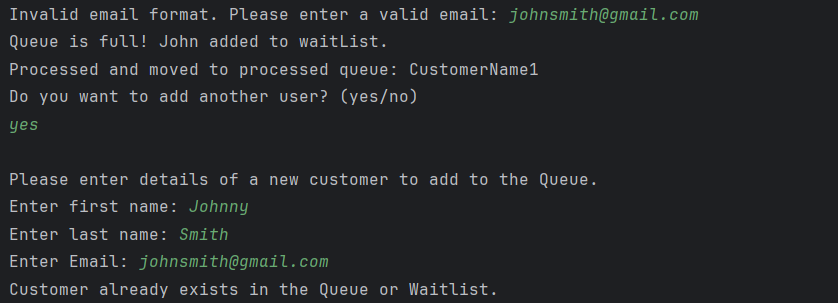 Invalid email format. Please enter a valid email: johnsmith@gmail.com
Queue is full! John added to waitList.
Processed and moved to processed queue: CustomerName1
Do you want to add another user? (yes/no)
yes
Please enter details of a new customer to add to the Queue.
Enter first name: Johnny
Enter last name: Smith
Enter Email: johnsmith@gmail.com
Customer already exists in the Queue or Waitlist.